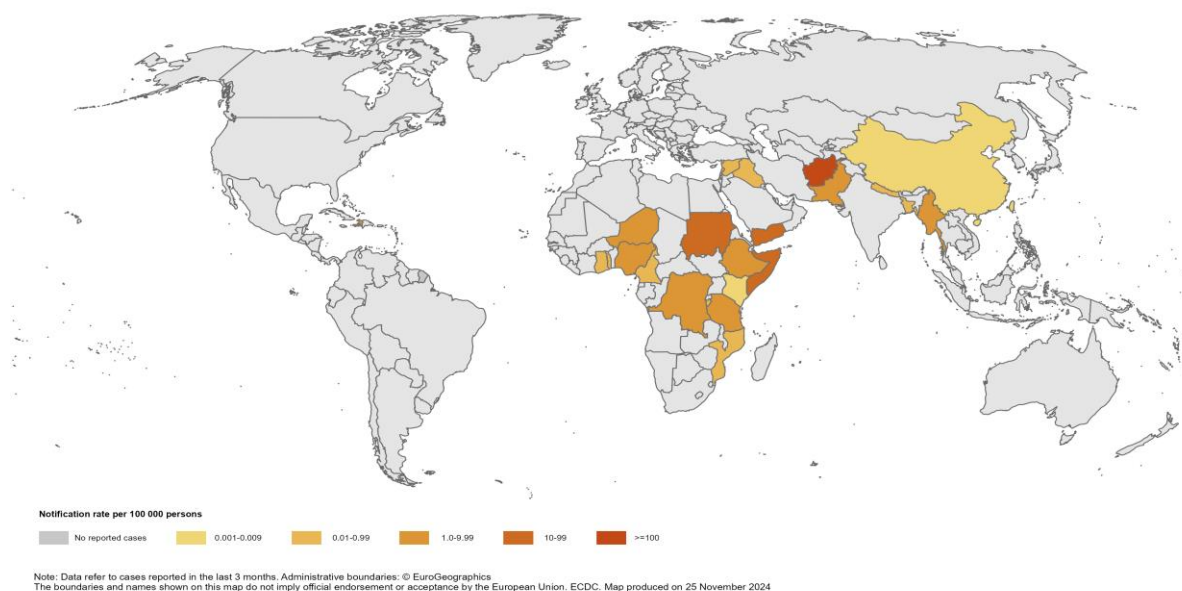 Notification rate per 100 000 persons
No reported cases 0.001-0.009 0.01-0.99 1.0-9.99 10-99 >=100
Note: Data refer to cases reported in the last 3 months. Administrative boundaries: © EuroGeographics
The boundaries and names shown on this map do not imply official endorsement or acceptance by the European Union. ECDC. Map produced on 25 November 2024